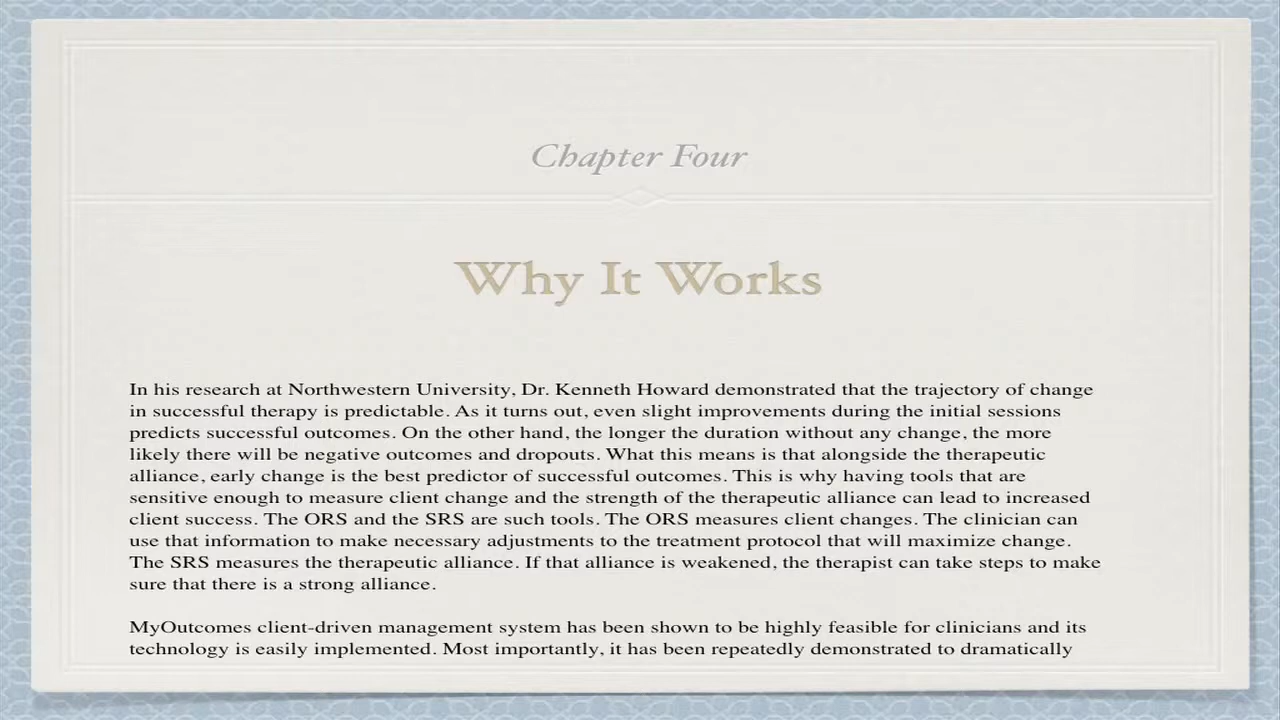 Chapter Four
Why It Works
In his research at Northwestern University, Dr. Kenneth Howard demonstrated that the trajectory of change
in successful therapy is predictable. As it turns out, even slight improvements during the initial sessions
predicts successful outcomes. On the other hand, the longer the duration without any change, the more
likely there will be negative outcomes and dropouts. What this means is that alongside the therapeutic
alliance, early change is the best predictor of successful outcomes. This is why having tools that are
sensitive enough to measure client change and the strength of the therapeutic alliance can lead to increased
client success. The ORS and the SRS are such tools. The ORS measures client changes. The clinician can
use that information to make necessary adjustments to the treatment protocol that will maximize change.
The SRS measures the therapeutic alliance. If that alliance is weakened, the therapist can take steps to make
sure that there is a strong alliance.
MyOutcomes client-driven management system has been shown to be highly feasible for clinicians and its
technology is easily implemented. Most importantly, it has been repeatedly demonstrated to dramatically